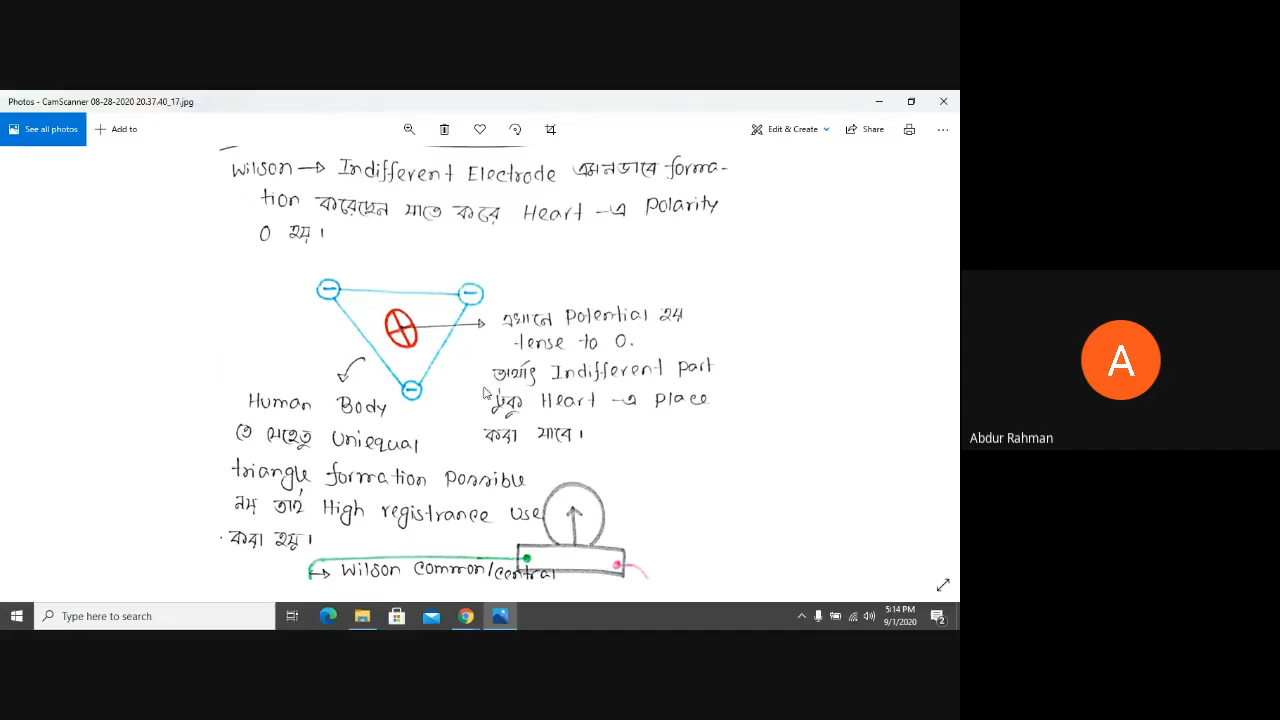 Photos - CamScanner 08-28-2020 20.37.40_17.jpg
See all photos
Add to
Edit & Create
Share
Wilson → Indifferent Electrode এমনভাবে forma-
tion করেছেন যাতে করে Heart -এ Polarity
0 হয়।
এখানে Potential হয়
tense to 0.
অর্থাৎ Indifferent Part
টুকু Heart -এ Place
করা যাবে।
Human Body
তে যেহেতু Uniequal
triangle formation possible
নয় তাই High registrance use
করা হয়।
→ Wilson Common/central
A
Abdur Rahman
Type here to search
5:14 PM
9/1/2020
2